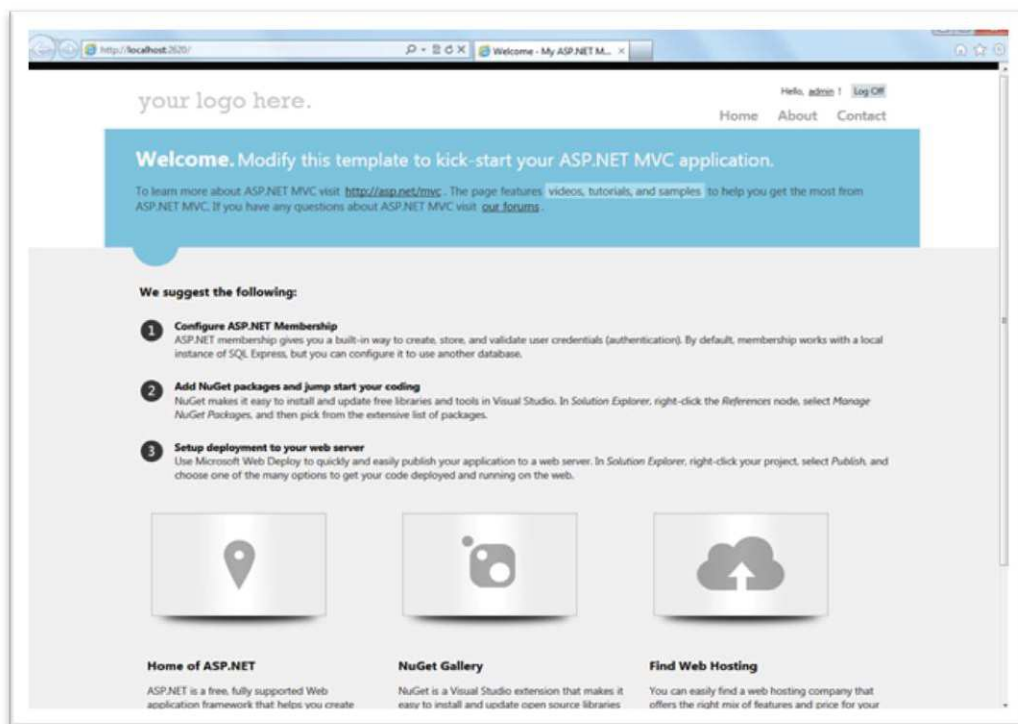 http://localhost:2620/
Welcome - My ASP.NET M...
Hello, admin ! Log Off
your logo here.
Home About Contact
Welcome. Modify this template to kick-start your ASP.NET MVC application.
To learn more about ASP.NET MVC visit http://asp.net/mvc . The page features videos, tutorials, and samples to help you get the most from
ASP.NET MVC. If you have any questions about ASP.NET MVC visit our forums .
We suggest the following:
1 Configure ASP.NET Membership
ASP.NET membership gives you a built-in way to create, store, and validate user credentials (authentication). By default, membership works with a local
instance of SQL Express, but you can configure it to use another database.
2 Add NuGet packages and jump start your coding
NuGet makes it easy to install and update free libraries and tools in Visual Studio. In Solution Explorer, right-click the References node, select Manage
NuGet Packages, and then pick from the extensive list of packages.
3 Setup deployment to your web server
Use Microsoft Web Deploy to quickly and easily publish your application to a web server. In Solution Explorer, right-click your project, select Publish, and
choose one of the many options to get your code deployed and running on the web.
Home of ASP.NET
ASP.NET is a free, fully supported Web
application framework that helps you create
NuGet Gallery
NuGet is a Visual Studio extension that makes it
easy to install and update open source libraries
Find Web Hosting
You can easily find a web hosting company that
offers the right mix of features and price for your